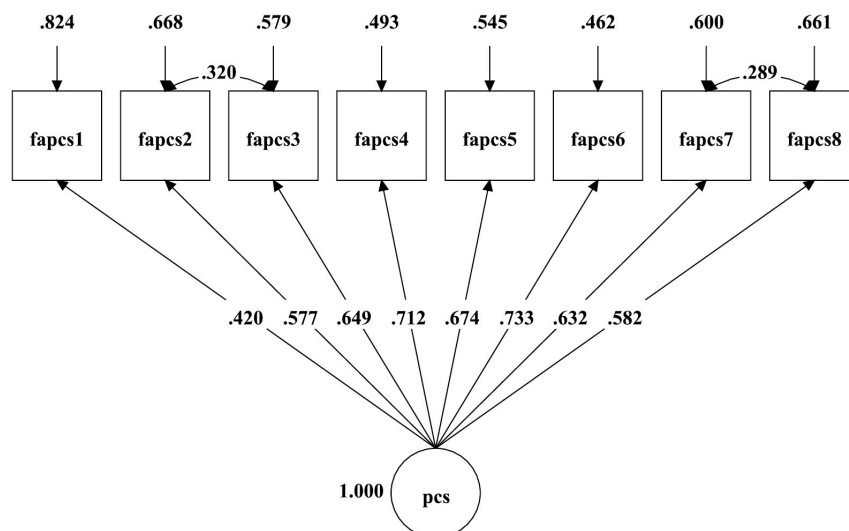 .824 .668 .579 .493 .545 .462 .600 .661
.320 .289
fapcs1 fapcs2 fapcs3 fapcs4 fapcs5 fapcs6 fapcs7 fapcs8
.420 .577 .649 .712 .674 .733 .632 .582
1.000 pcs